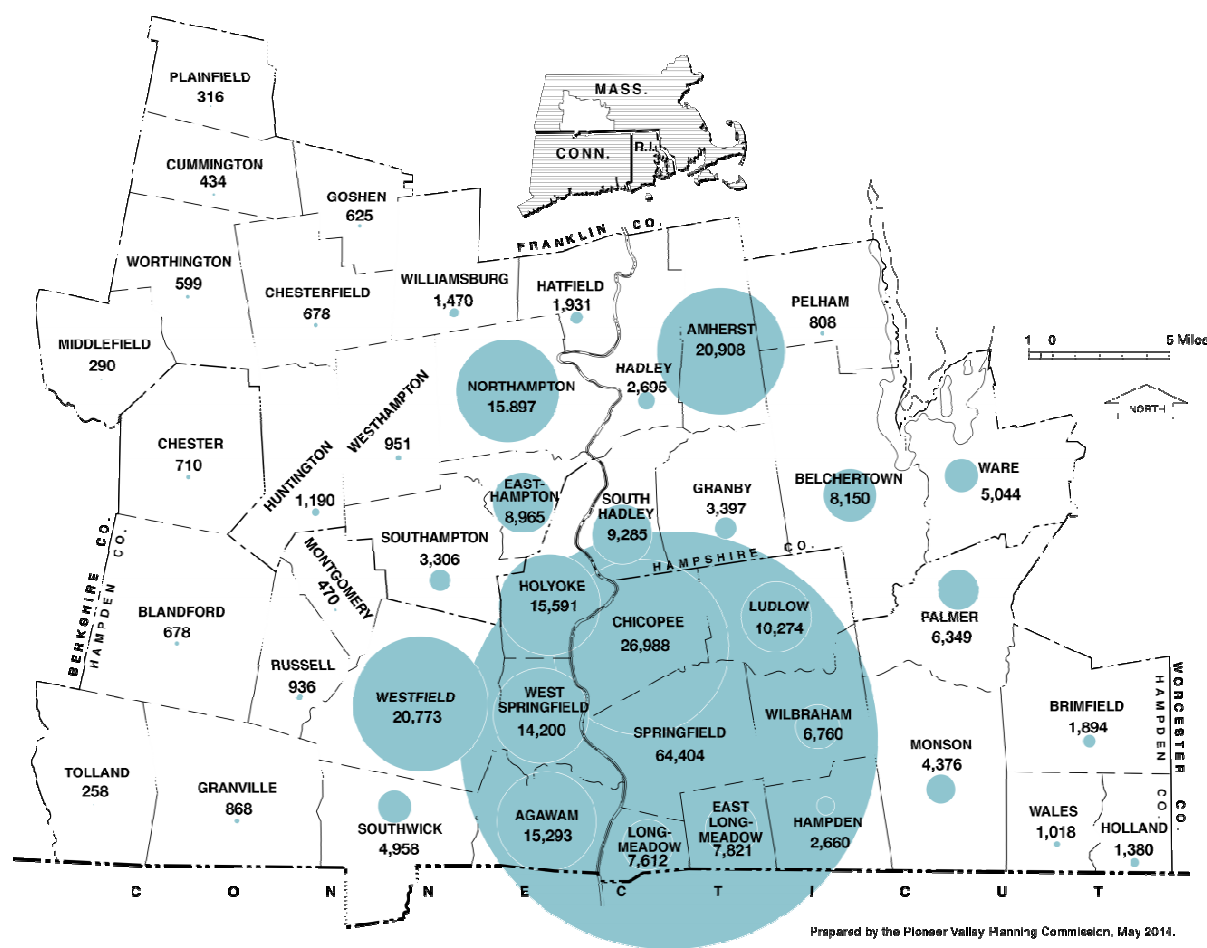 PLAINFIELD
316
MASS.
CONN.
R.I.
CUMMINGTON
434
GOSHEN
625
FRANKLIN CO.
WORTHINGTON
599
CHESTERFIELD
678
WILLIAMSBURG
1,470
HATFIELD
1,931
PELHAM
808
AMHERST
20,908
MIDDLEFIELD
290
1 0 5 Miles
NORTH
HADLEY
2,695
NORTHAMPTON
15.897
WESTHAMPTON
951
CHESTER
710
HUNTINGTON
1,190
EAST-
HAMPTON
8,965
SOUTH
HADLEY
9,285
GRANBY
3,397
BELCHERTOWN
8,150
WARE
5,044
SOUTHAMPTON
3,306
MONTGOMERY
470
HAMPSHIRE CO.
BERKSHIRE CO.
HAMPDEN CO.
BLANDFORD
678
HOLYOKE
15,591
CHICOPEE
26,988
LUDLOW
10,274
PALMER
6,349
RUSSELL
936
WESTFIELD
20,773
WEST
SPRINGFIELD
14,200
SPRINGFIELD
64,404
WILBRAHAM
6,760
MONSON
4,376
BRIMFIELD
1,894
WORCESTER CO.
HAMPDEN CO.
TOLLAND
258
GRANVILLE
868
SOUTHWICK
4,958
AGAWAM
15,293
LONG-
MEADOW
7,612
EAST
LONG-
MEADOW
7,821
HAMPDEN
2,660
WALES
1,018
HOLLAND
1,380
CONNECTICUT
Prepared by the Pioneer Valley Planning Commission, May 2014.